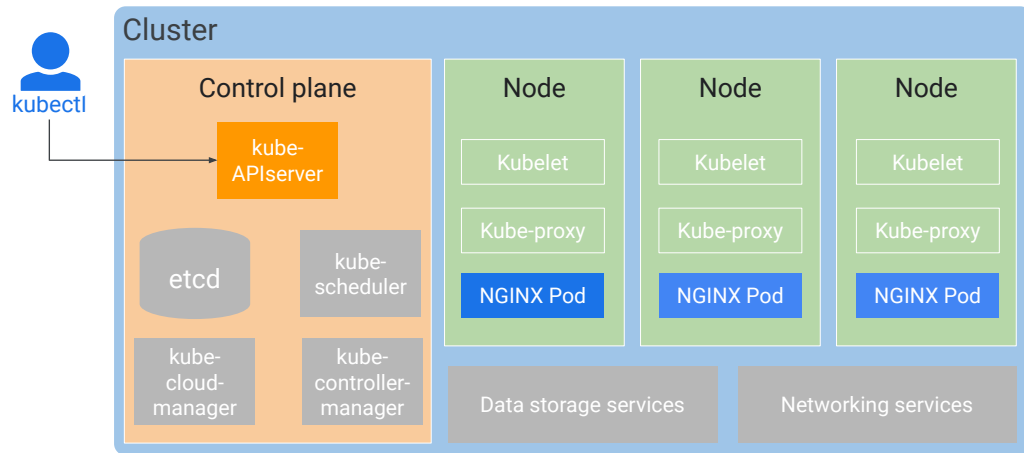 Cluster
kubectl
Control plane
kube-
APIserver
etcd
kube-
scheduler
kube-
cloud-
manager
kube-
controller-
manager
Node
Kubelet
Kube-proxy
NGINX Pod
Node
Kubelet
Kube-proxy
NGINX Pod
Node
Kubelet
Kube-proxy
NGINX Pod
Data storage services
Networking services